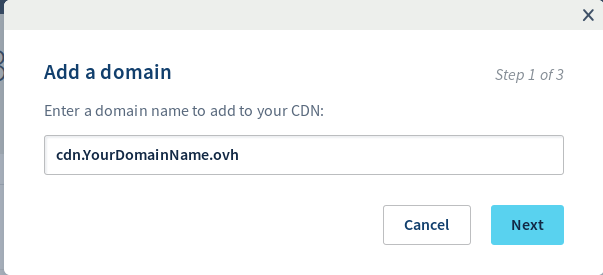 Add a domain
Step 1 of 3
Enter a domain name to add to your CDN:
cdn.YourDomainName.ovh
Cancel
Next